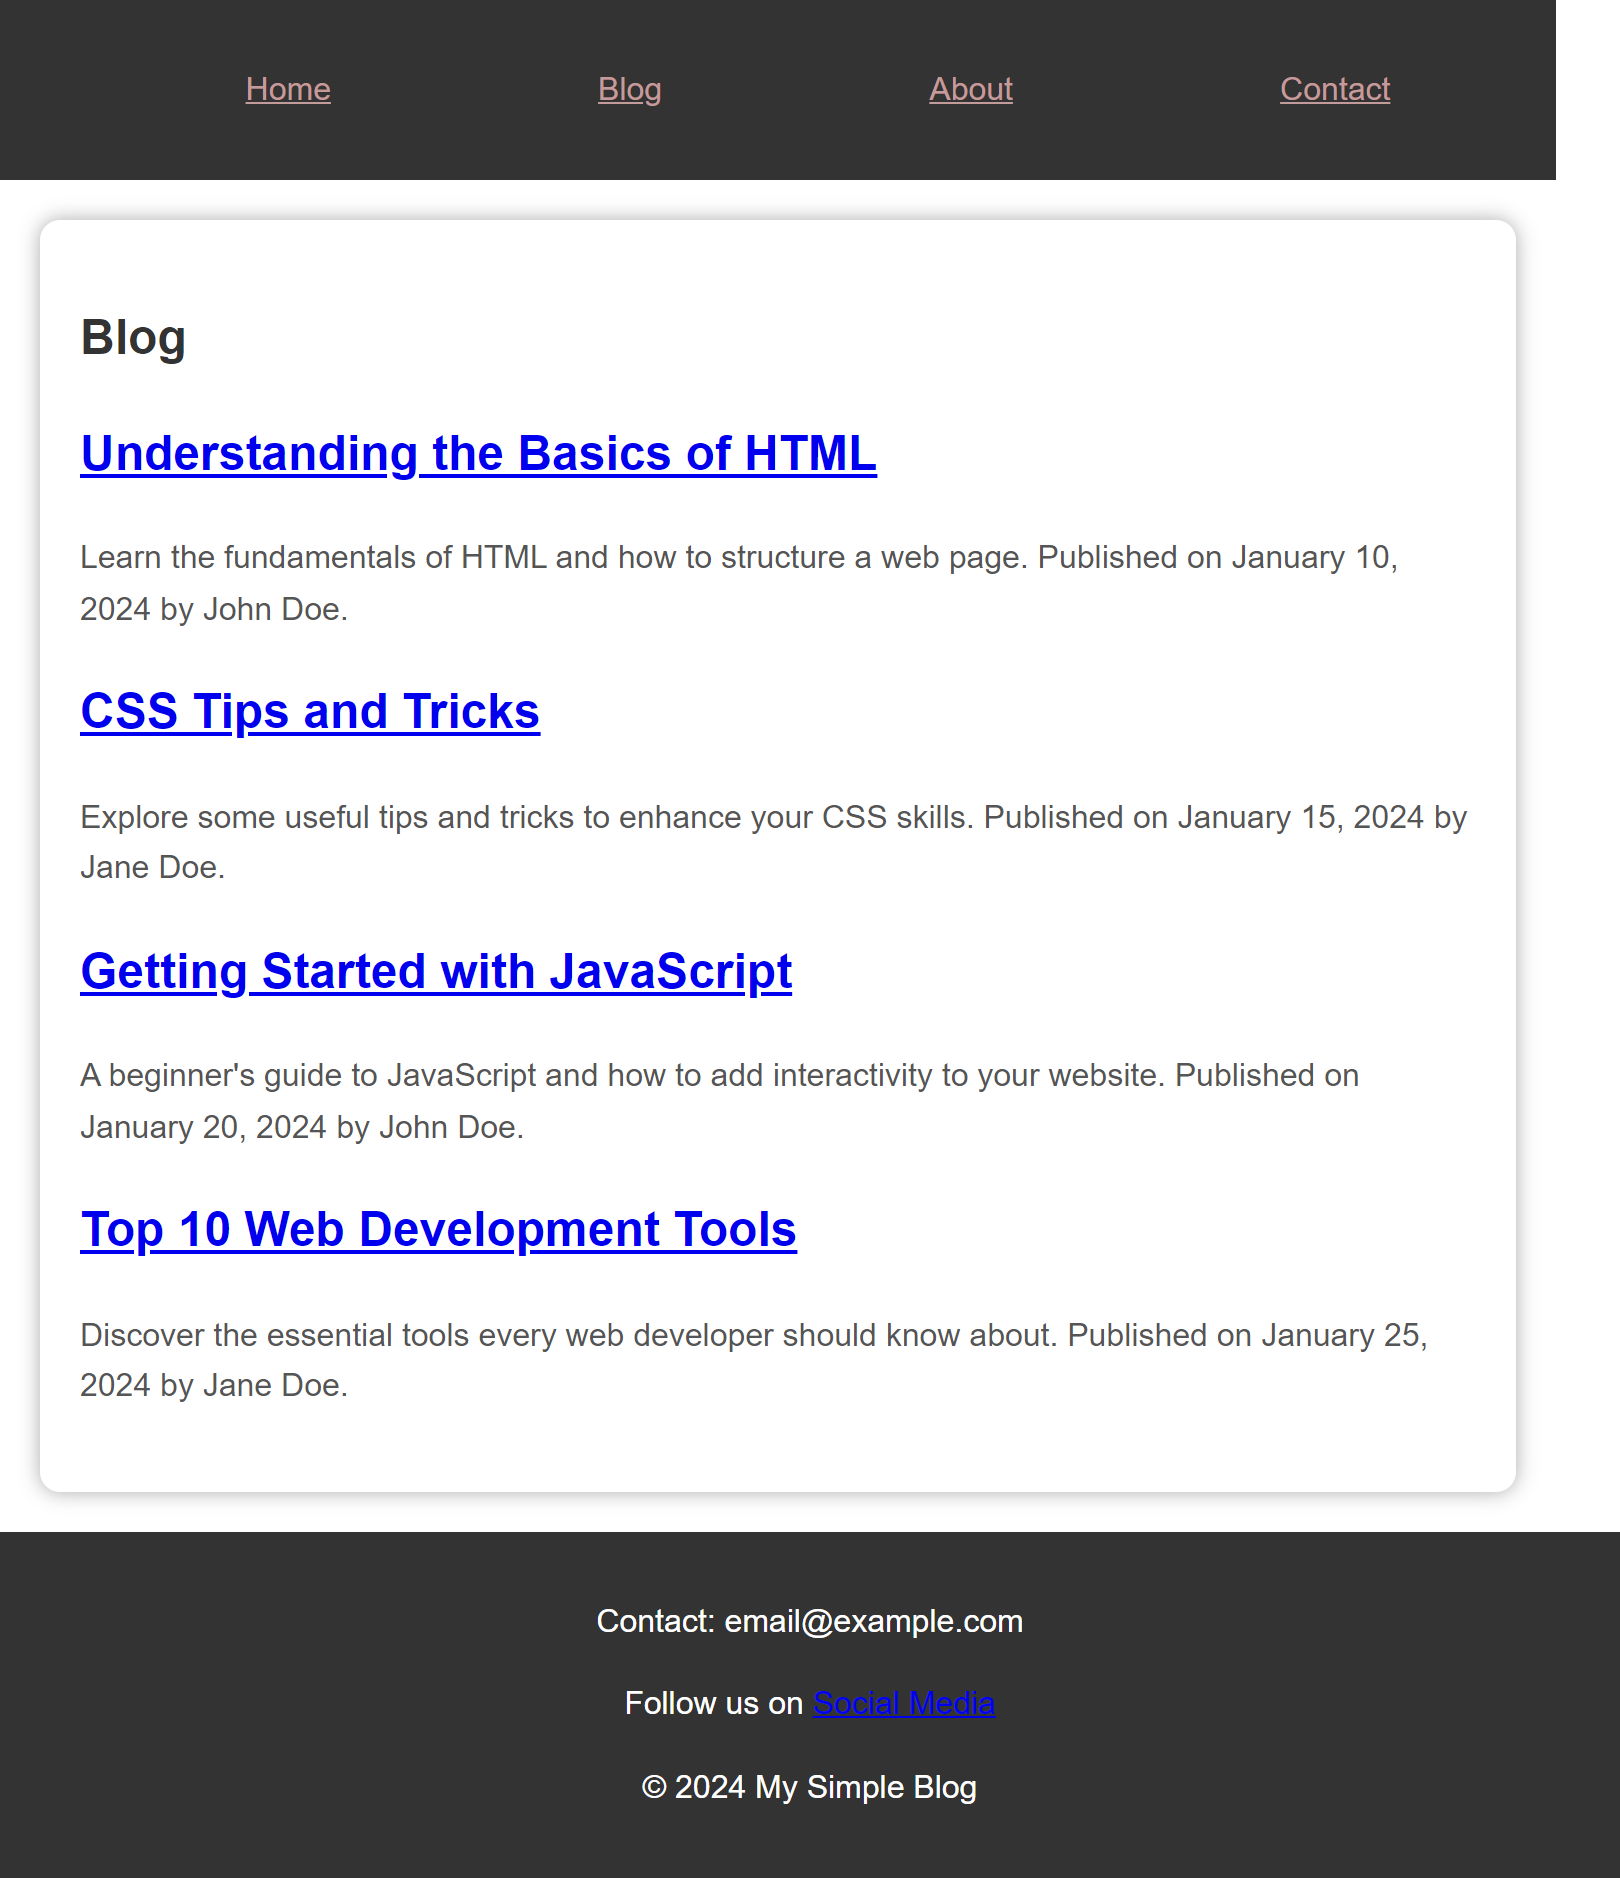 Home Blog About Contact
Blog
Understanding the Basics of HTML
Learn the fundamentals of HTML and how to structure a web page. Published on January 10,
2024 by John Doe.
CSS Tips and Tricks
Explore some useful tips and tricks to enhance your CSS skills. Published on January 15, 2024 by
Jane Doe.
Getting Started with JavaScript
A beginner's guide to JavaScript and how to add interactivity to your website. Published on
January 20, 2024 by John Doe.
Top 10 Web Development Tools
Discover the essential tools every web developer should know about. Published on January 25,
2024 by Jane Doe.
Contact: email@example.com
Follow us on Social Media
© 2024 My Simple Blog